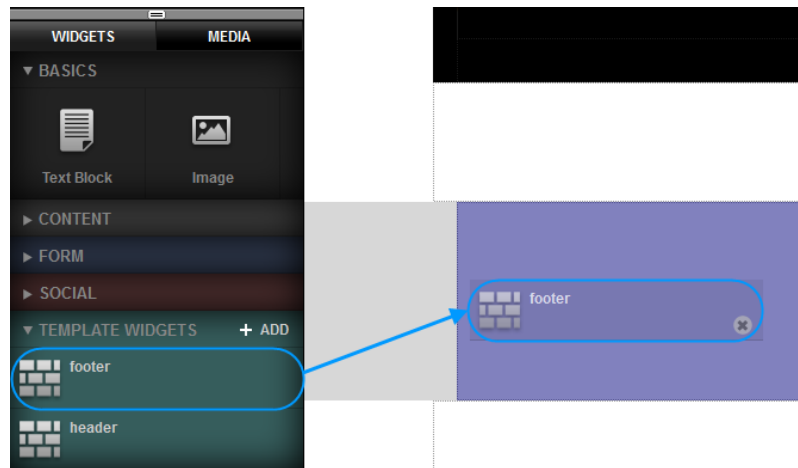 WIDGETS MEDIA
BASICS
Text Block Image
CONTENT
FORM
SOCIAL
TEMPLATE WIDGETS + ADD
footer
header
footer